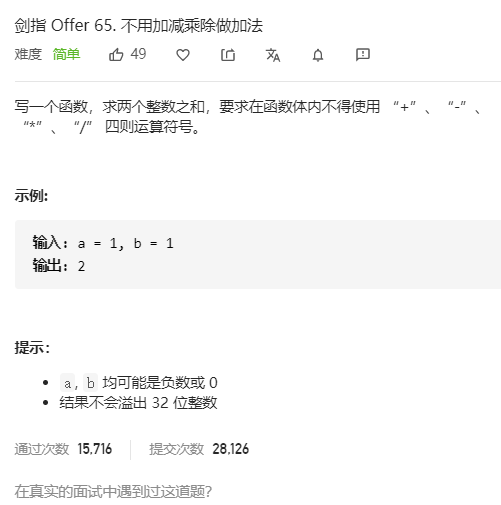 剑指 Offer 65. 不用加减乘除做加法
难度 简单 49
写一个函数，求两个整数之和，要求在函数体内不得使用 “+”、“-”、
“*”、“/” 四则运算符号。
示例:
输入: a = 1, b = 1
输出: 2
提示：
a, b 均可能是负数或 0
结果不会溢出 32 位整数
通过次数 15,716 提交次数 28,126
在真实的面试中遇到过这道题?